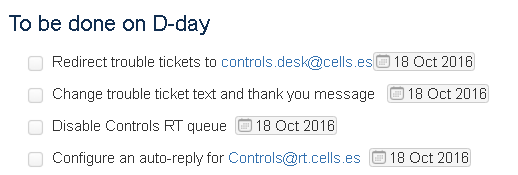 To be done on D-day
Redirect trouble tickets to controls.desk@cells.es 18 Oct 2016
Change trouble ticket text and thank you message 18 Oct 2016
Disable Controls RT queue 18 Oct 2016
Configure an auto-reply for Controls@rt.cells.es 18 Oct 2016